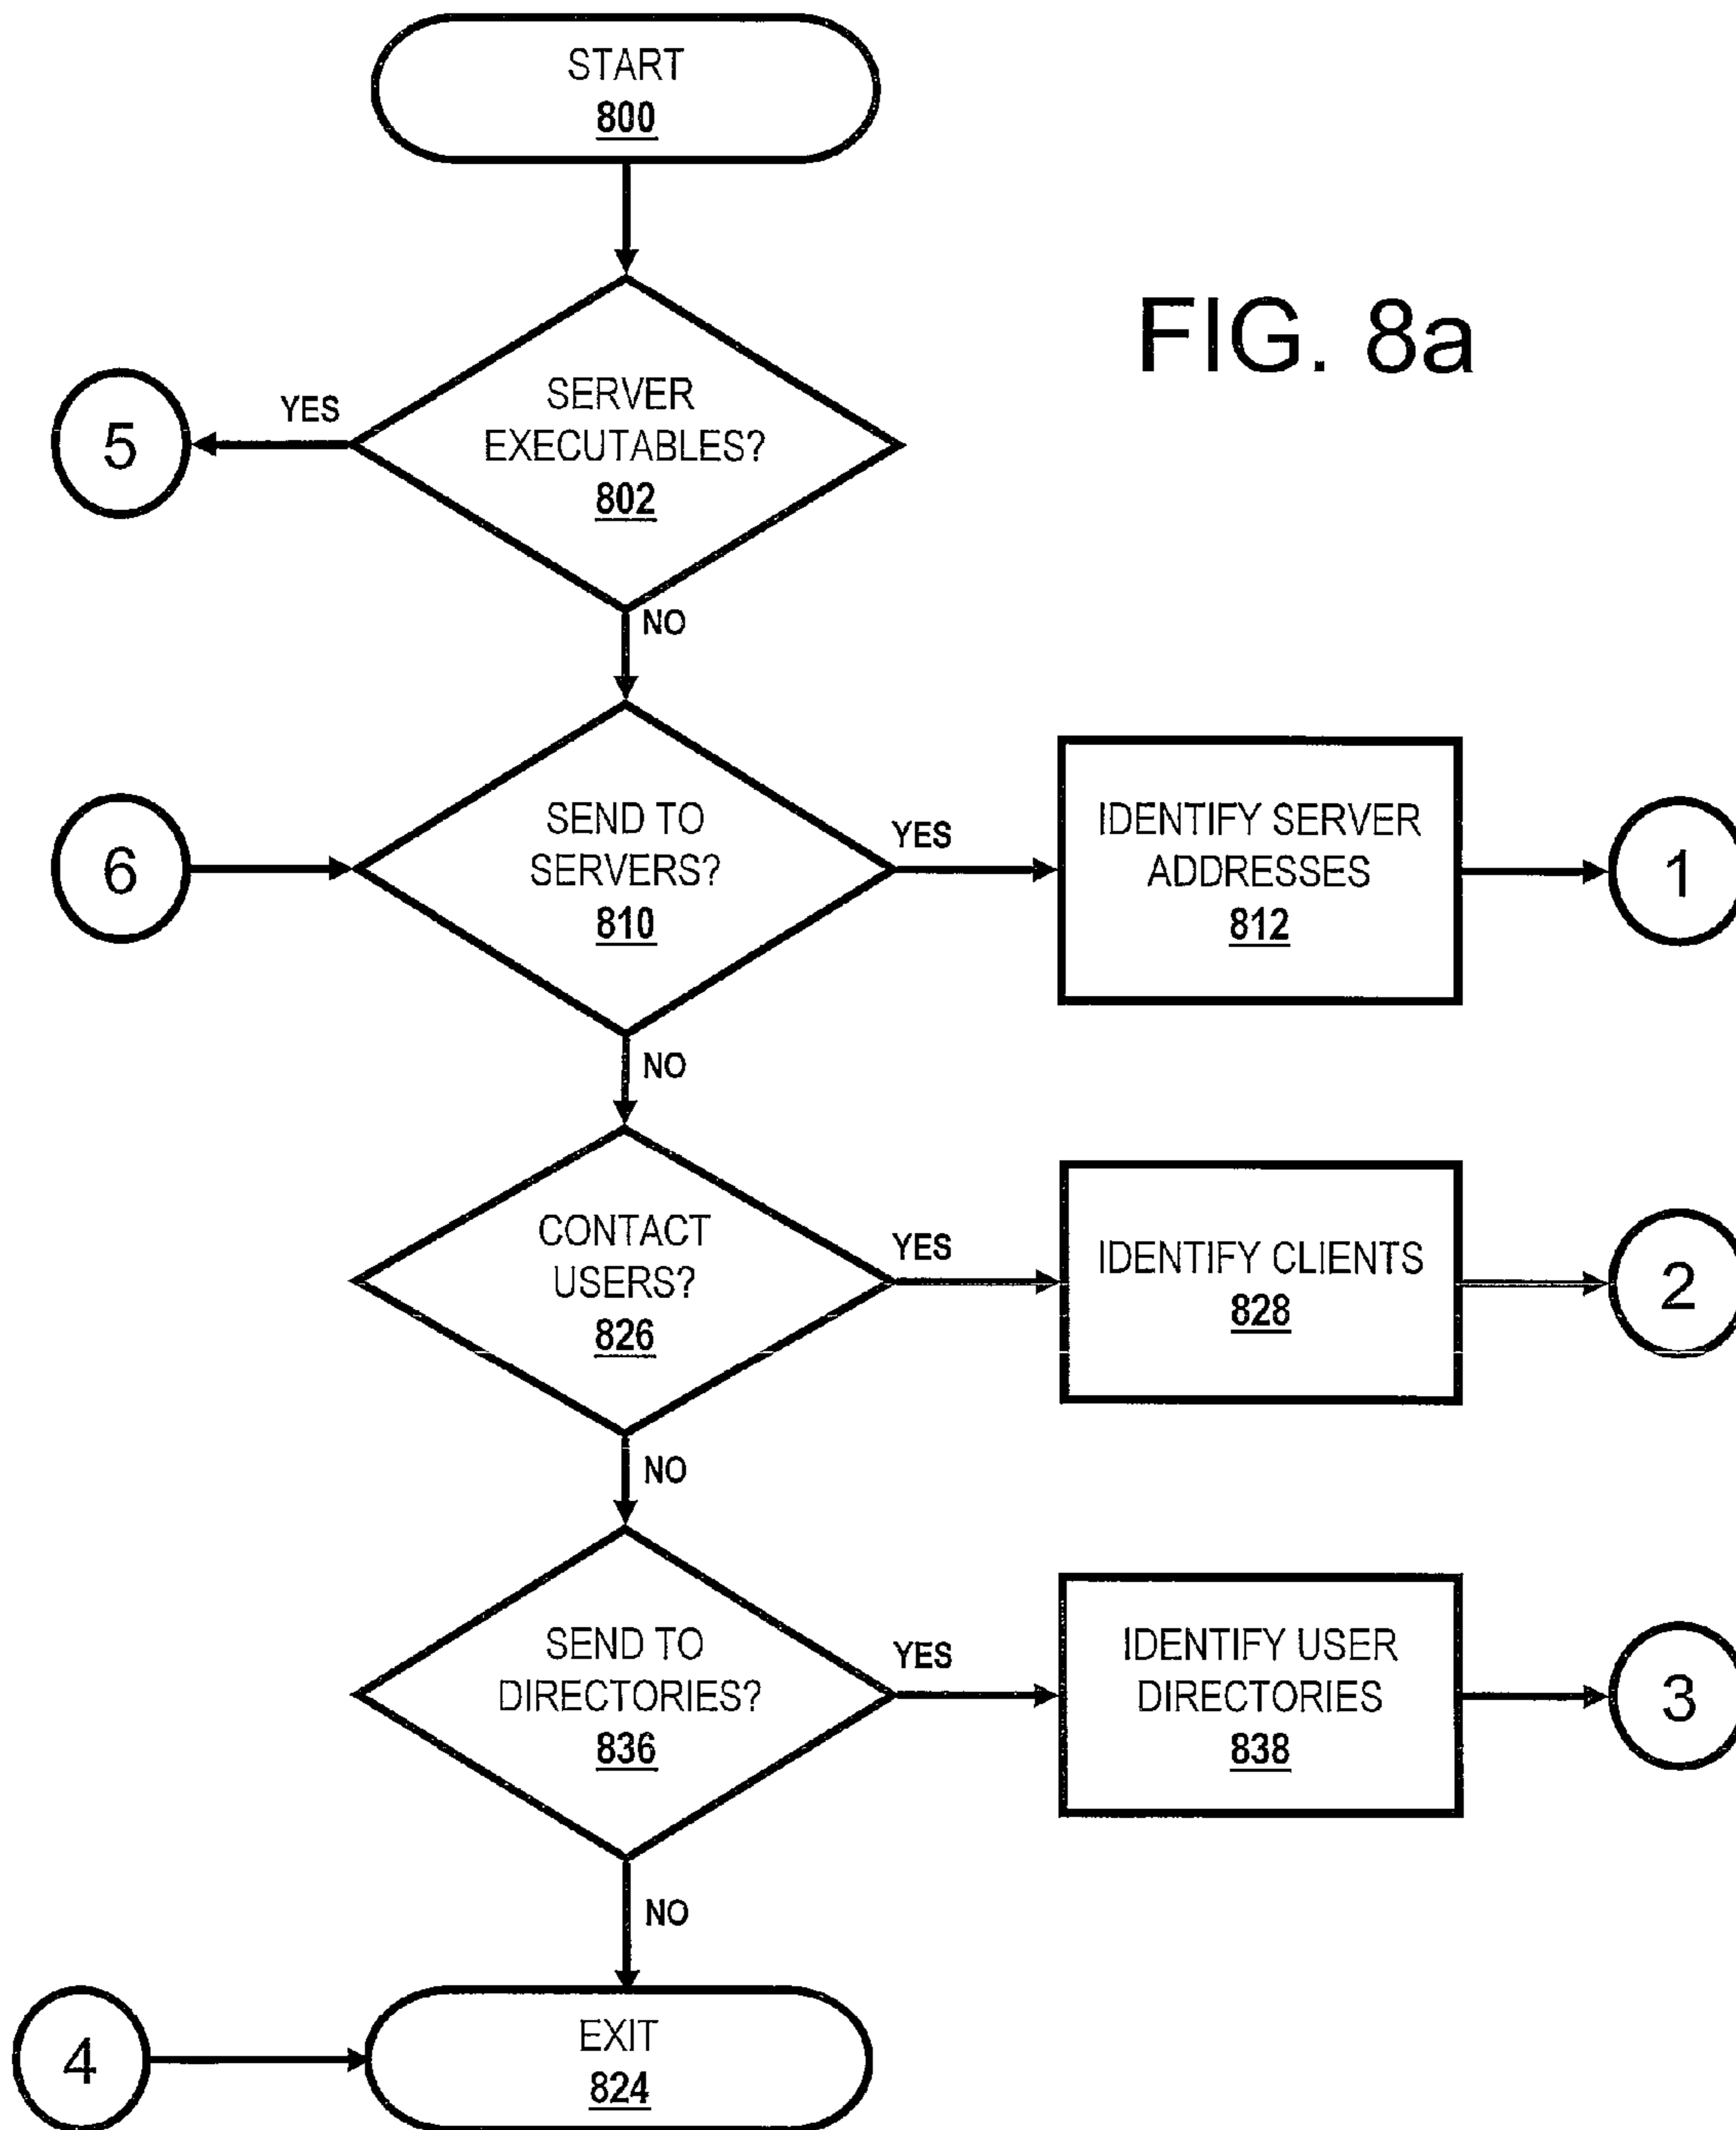 START
800
FIG. 8a
SERVER
EXECUTABLES?
802
YES
5
NO
SEND TO
SERVERS?
810
6
YES
IDENTIFY SERVER
ADDRESSES
812
1
NO
CONTACT
USERS?
826
YES
IDENTIFY CLIENTS
828
2
NO
SEND TO
DIRECTORIES?
836
YES
IDENTIFY USER
DIRECTORIES
838
3
NO
4
EXIT
824